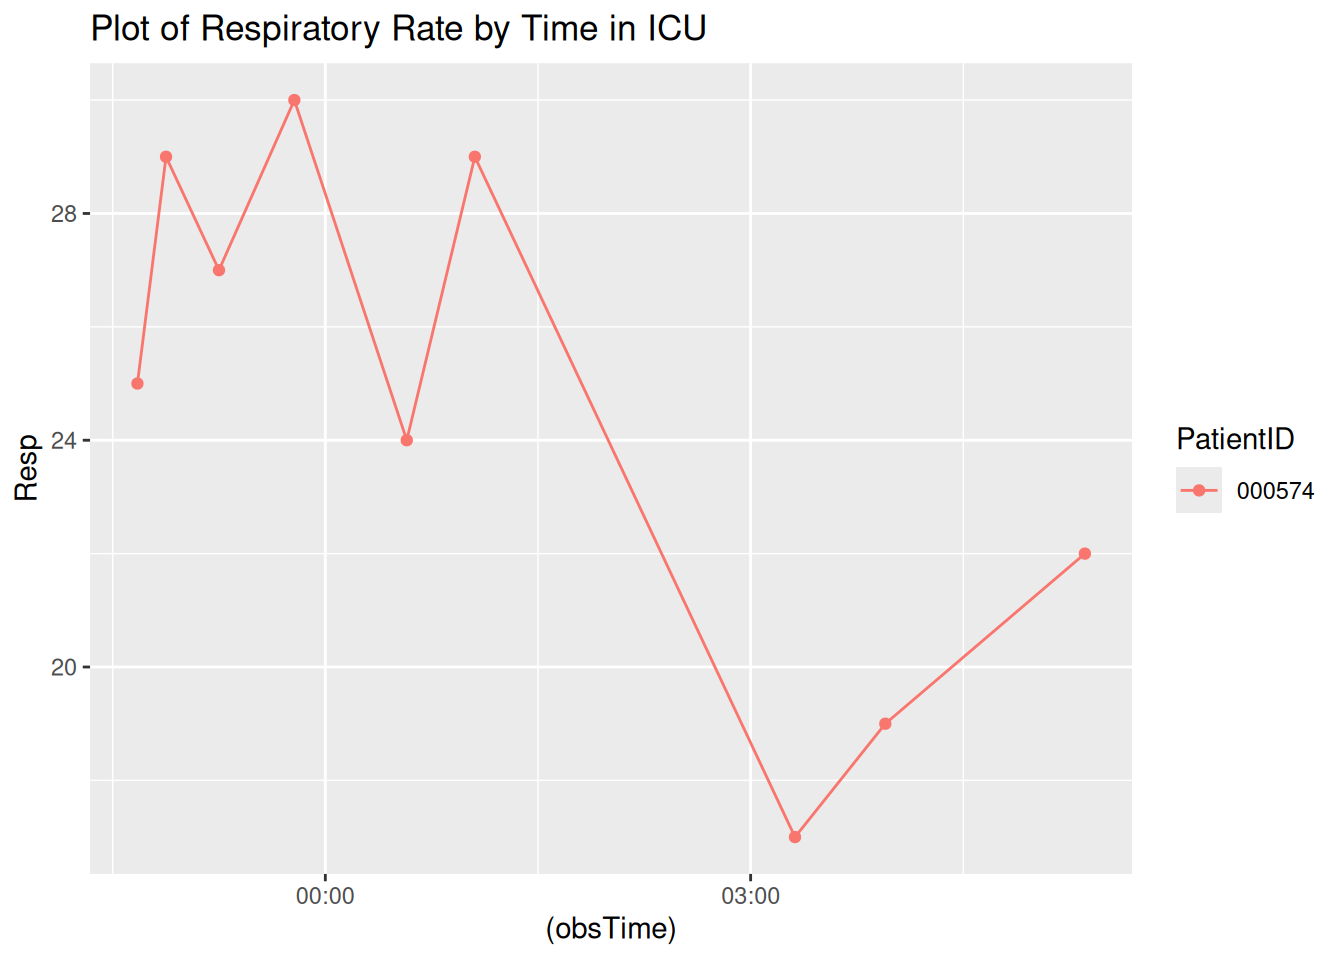 Plot of Respiratory Rate by Time in ICU
28
24
20
Resp
00:00
03:00
(obsTime)
PatientID
000574